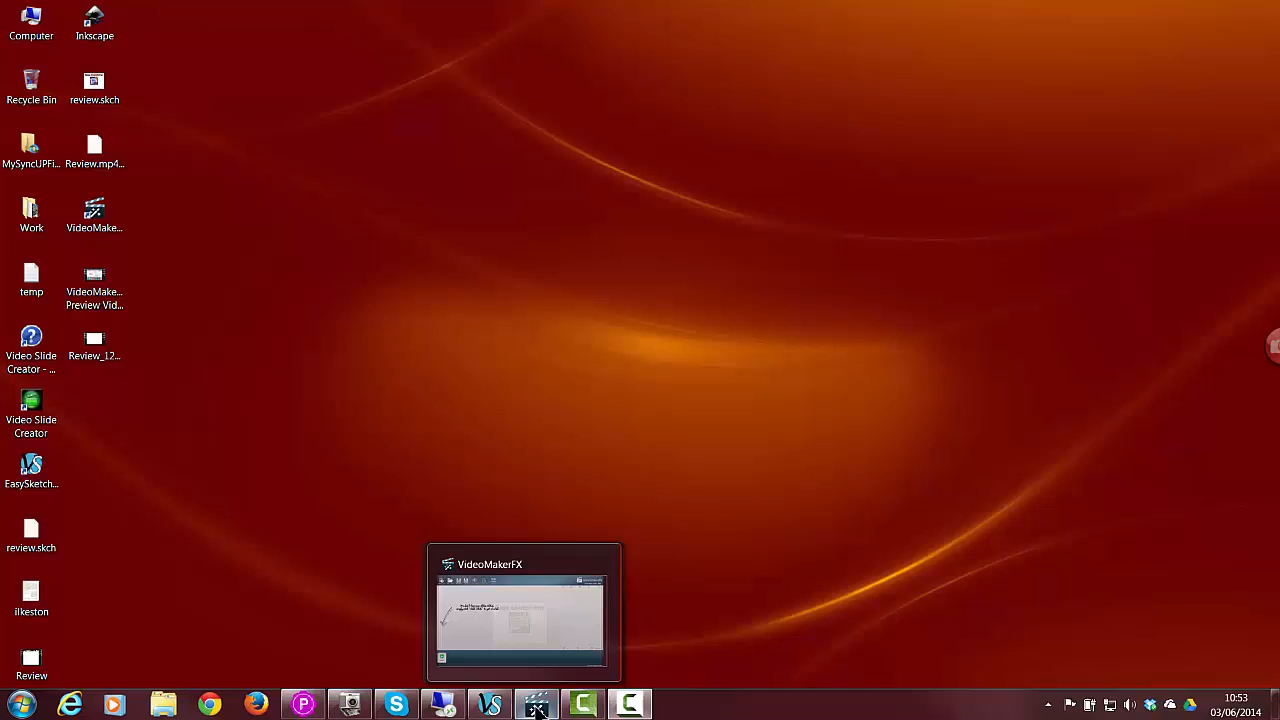 Computer
Inkscape
Recycle Bin
review.skch
MySyncUPFi...
Review.mp4...
Work
VideoMake...
temp
VideoMake...
Preview Vid...
Video Slide
Creator - ...
Review_12...
Video Slide
Creator
EasySketch...
review.skch
ilkeston
Review
VideoMakerFX
10:53
03/06/2014